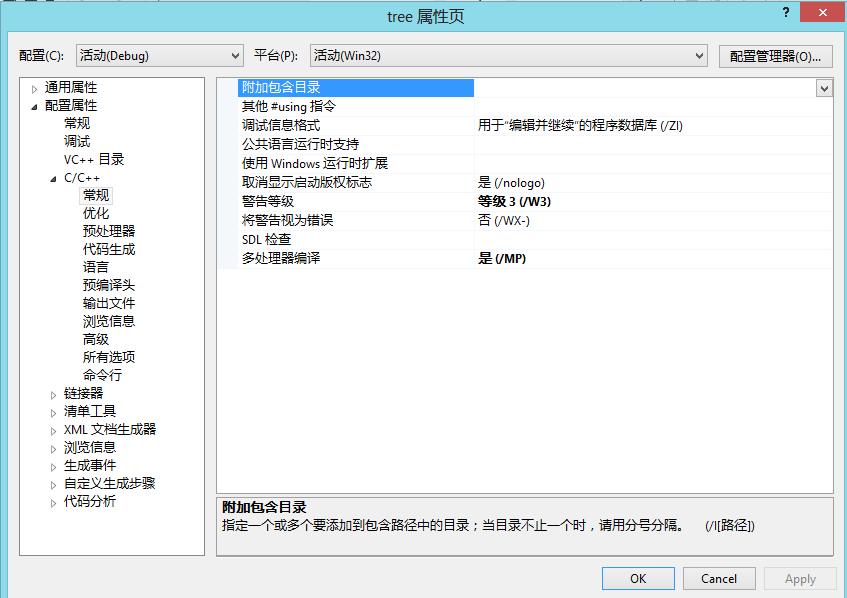 tree 属性页
?
配置(C): 活动(Debug) 平台(P): 活动(Win32) 配置管理器(O)...
通用属性
配置属性
常规
调试
VC++ 目录
C/C++
常规
优化
预处理器
代码生成
语言
预编译头
输出文件
浏览信息
高级
所有选项
命令行
链接器
清单工具
XML 文档生成器
浏览信息
生成事件
自定义生成步骤
代码分析
附加包含目录
其他 #using 指令
调试信息格式 用于“编辑并继续”的程序数据库 (/ZI)
公共语言运行时支持
使用 Windows 运行时扩展
取消显示启动版权标志 是 (/nologo)
警告等级 等级 3 (/W3)
将警告视为错误 否 (/WX-)
SDL 检查
多处理器编译 是 (/MP)
附加包含目录
指定一个或多个要添加到包含路径中的目录；当目录不止一个时，请用分号分隔。 (/I[路径])
OK Cancel Apply